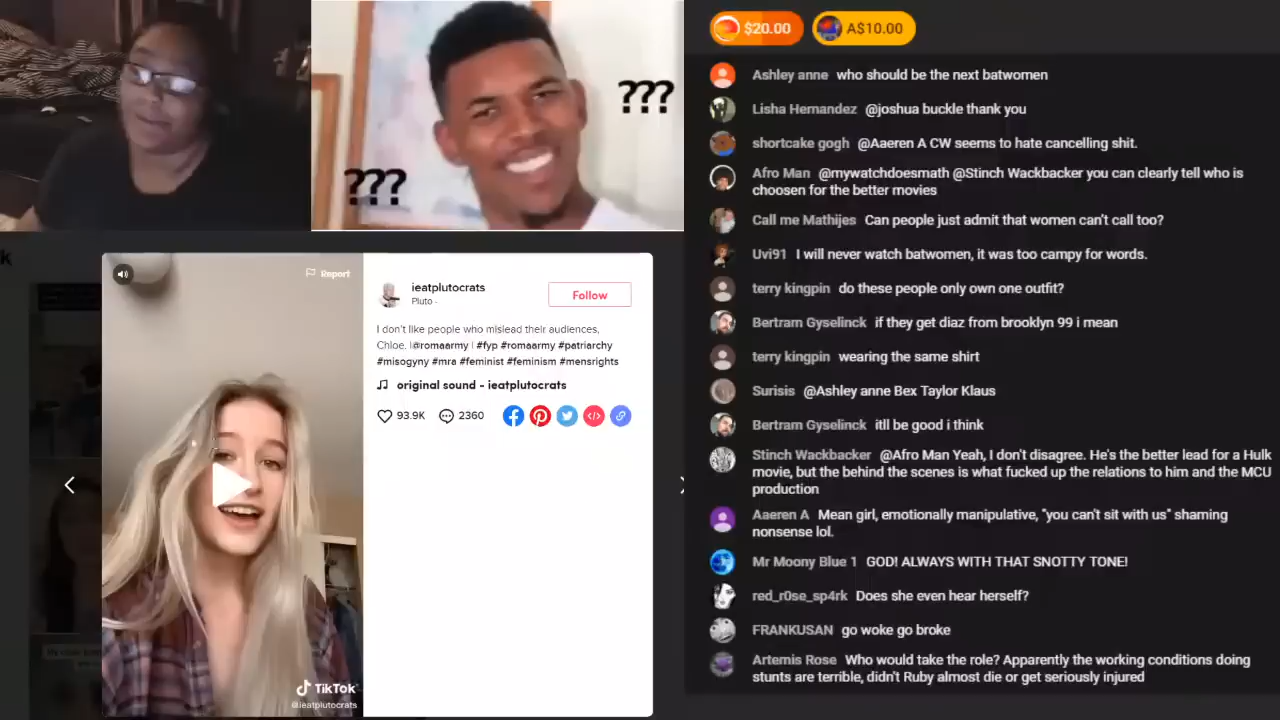 ???
???
k
Report
ieatplutocrats
Pluto -
Follow
I don't like people who mislead their audiences,
Chloe. |@romaarmy | #fyp #romaarmy #patriarchy
#misogyny #mra #feminist #feminism #mensrights
original sound - ieatplutocrats
93.9K
2360
TikTok
@ieatplutocrats
$20.00
A$10.00
Ashley anne who should be the next batwomen
Lisha Hernandez @joshua buckle thank you
shortcake gogh @Aaeren A CW seems to hate cancelling shit.
Afro Man @mywatchdoesmath @Stinch Wackbacker you can clearly tell who is
choosen for the better movies
Call me Mathijes Can people just admit that women can't call too?
Uvi91 I will never watch batwomen, it was too campy for words.
terry kingpin do these people only own one outfit?
Bertram Gyselinck if they get diaz from brooklyn 99 i mean
terry kingpin wearing the same shirt
Surisis @Ashley anne Bex Taylor Klaus
Bertram Gyselinck itll be good i think
Stinch Wackbacker @Afro Man Yeah, I don't disagree. He's the better lead for a Hulk
movie, but the behind the scenes is what fucked up the relations to him and the MCU
production
Aaeren A Mean girl, emotionally manipulative, "you can't sit with us" shaming
nonsense lol.
Mr Moony Blue 1 GOD! ALWAYS WITH THAT SNOTTY TONE!
red_r0se_sp4rk Does she even hear herself?
FRANKUSAN go woke go broke
Artemis Rose Who would take the role? Apparently the working conditions doing
stunts are terrible, didn't Ruby almost die or get seriously injured